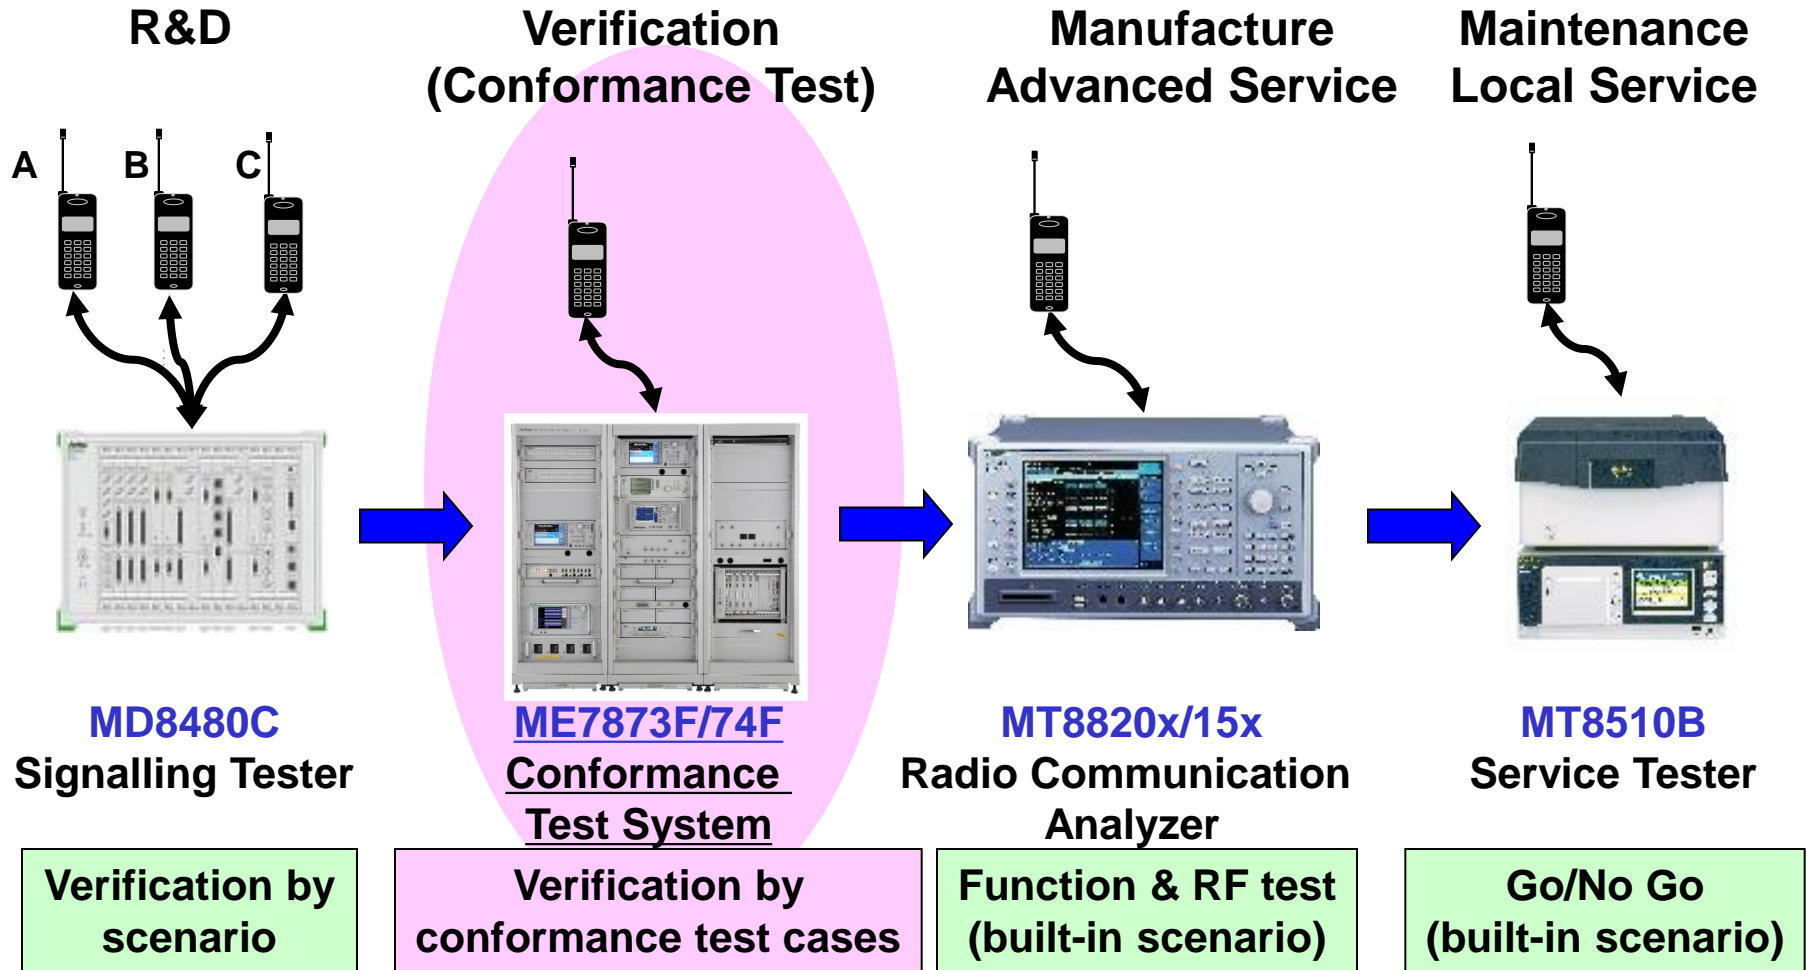 R&D
Verification
(Conformance Test)
Manufacture
Advanced Service
Maintenance
Local Service
A
B
C
MD8480C
Signalling Tester
ME7873F/74F
Conformance
Test System
MT8820x/15x
Radio Communication
Analyzer
MT8510B
Service Tester
Verification by
scenario
Verification by
conformance test cases
Function & RF test
(built-in scenario)
Go/No Go
(built-in scenario)